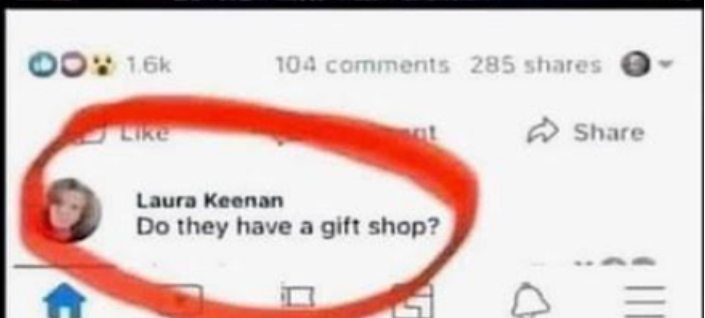 1.6k 104 comments 285 shares
Like Share
Laura Keenan
Do they have a gift shop?